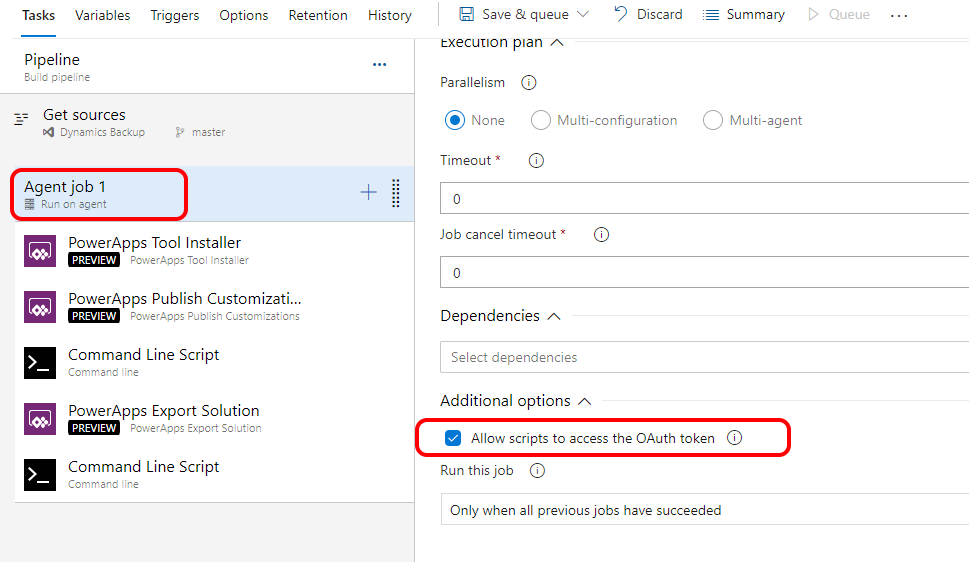 Tasks Variables Triggers Options Retention History
Save & queue Discard Summary Queue ...
Pipeline
Build pipeline
...
Get sources
Dynamics Backup master
Agent job 1
Run on agent
PowerApps Tool Installer
PREVIEW PowerApps Tool Installer
PowerApps Publish Customizati...
PREVIEW PowerApps Publish Customizations
Command Line Script
Command line
PowerApps Export Solution
PREVIEW PowerApps Export Solution
Command Line Script
Command line
Execution plan
Parallelism
None Multi-configuration Multi-agent
Timeout *
0
Job cancel timeout *
0
Dependencies
Select dependencies
Additional options
Allow scripts to access the OAuth token
Run this job
Only when all previous jobs have succeeded